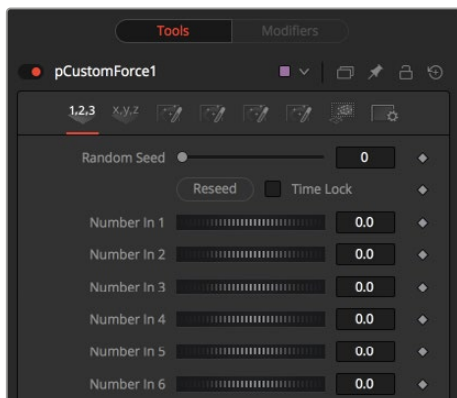 Tools Modifiers
pCustomForce1
1,2,3 x,y,z
Random Seed 0
Reseed Time Lock
Number In 1 0.0
Number In 2 0.0
Number In 3 0.0
Number In 4 0.0
Number In 5 0.0
Number In 6 0.0